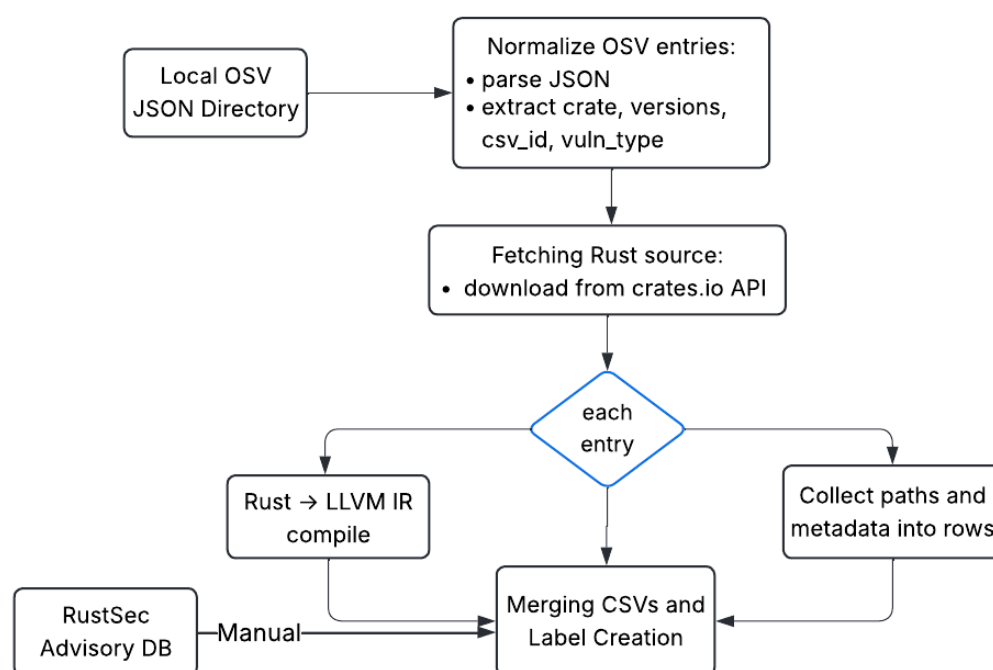 Local OSV
JSON Directory
Normalize OSV entries:
• parse JSON
• extract crate, versions,
csv_id, vuln_type
Fetching Rust source:
• download from crates.io API
each
entry
Rust → LLVM IR
compile
Collect paths and
metadata into rows
RustSec
Advisory DB
Manual
Merging CSVs and
Label Creation